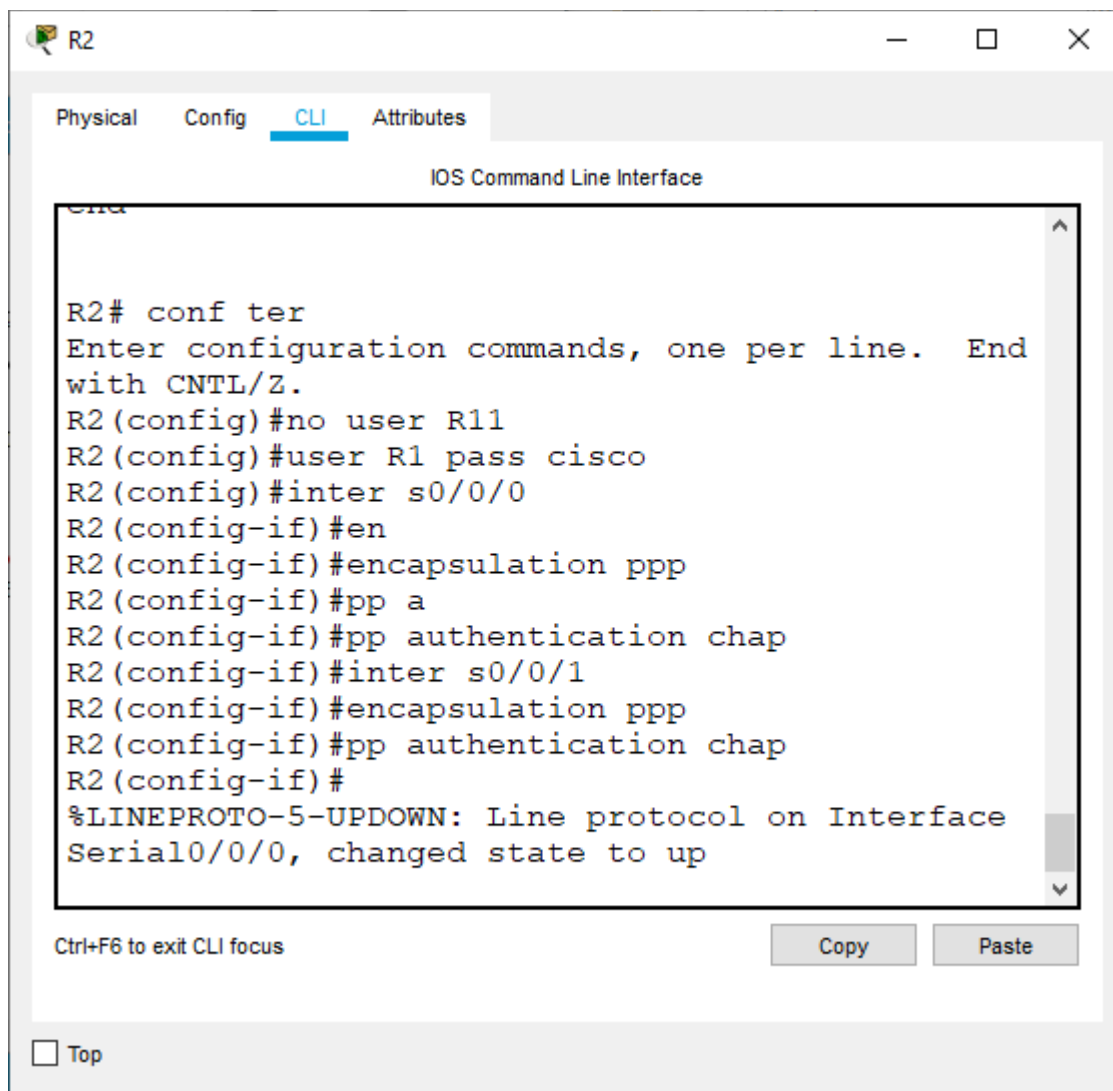 R2
Physical Config CLI Attributes
IOS Command Line Interface
end
R2# conf ter
Enter configuration commands, one per line.  End
with CNTL/Z.
R2(config)#no user R11
R2(config)#user R1 pass cisco
R2(config)#inter s0/0/0
R2(config-if)#en
R2(config-if)#encapsulation ppp
R2(config-if)#pp a
R2(config-if)#pp authentication chap
R2(config-if)#inter s0/0/1
R2(config-if)#encapsulation ppp
R2(config-if)#pp authentication chap
R2(config-if)#
%LINEPROTO-5-UPDOWN: Line protocol on Interface
Serial0/0/0, changed state to up
Ctrl+F6 to exit CLI focus
Copy Paste
Top